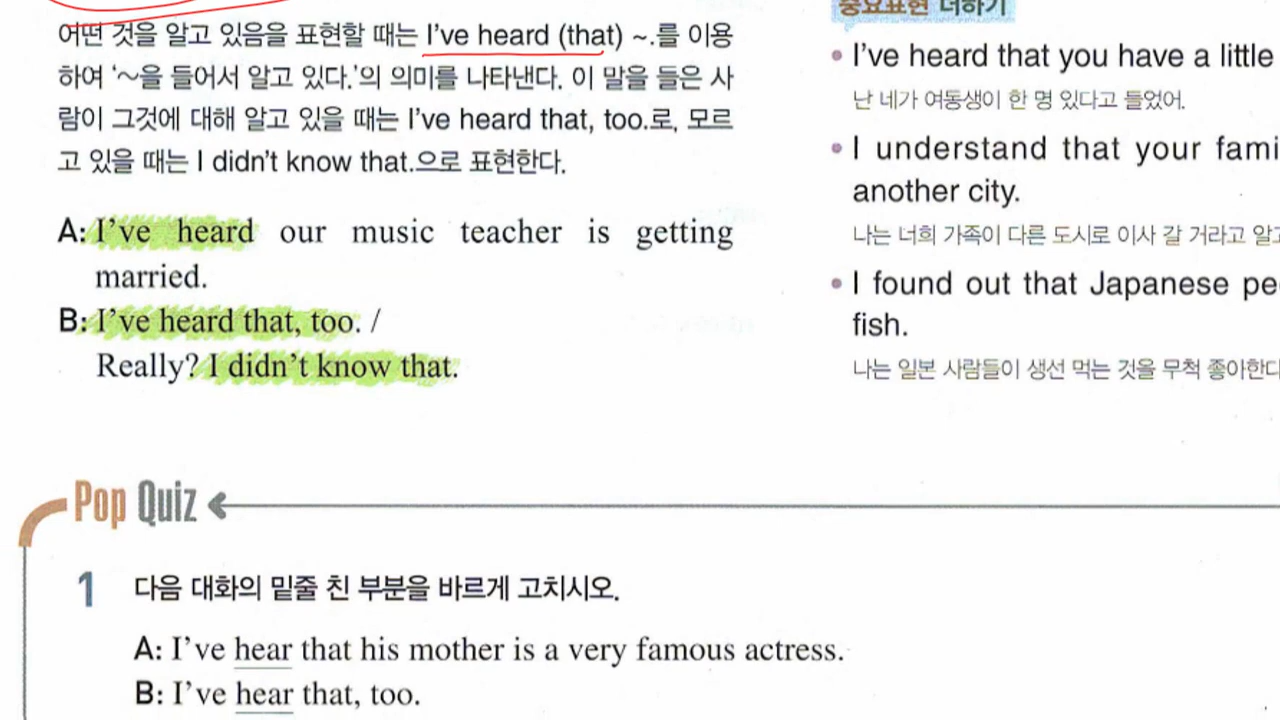 어떤 것을 알고 있음을 표현할 때는 I've heard (that) ~.를 이용
하여 '~을 들어서 알고 있다.'의 의미를 나타낸다. 이 말을 들은 사
람이 그것에 대해 알고 있을 때는 I've heard that, too.로, 모르
고 있을 때는 I didn't know that.으로 표현한다.
A: I've heard our music teacher is getting
married.
B: I've heard that, too. /
Really? I didn't know that.
중요표현 더하기
• I've heard that you have a little
난 네가 여동생이 한 명 있다고 들었어.
• I understand that your fami
another city.
나는 너희 가족이 다른 도시로 이사 갈 거라고 알고
• I found out that Japanese pe
fish.
나는 일본 사람들이 생선 먹는 것을 무척 좋아한다
Pop Quiz
1 다음 대화의 밑줄 친 부분을 바르게 고치시오.
A: I've hear that his mother is a very famous actress.
B: I've hear that, too.